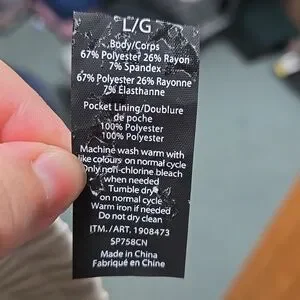 L/G
Body/Corps
67% Polyester 26% Rayon
7% Spandex
67% Polyester 26% Rayonne
7% Élasthanne
Pocket Lining/Doublure
de poche
100% Polyester
100% Polyester
Machine wash warm with
like colours on normal cycle
Only non-chlorine bleach
when needed
Tumble dry
on normal cycle
Warm iron if needed
Do not dry clean
ITM./ART. 1908473
SP758CN
Made in China
Fabriqué en Chine